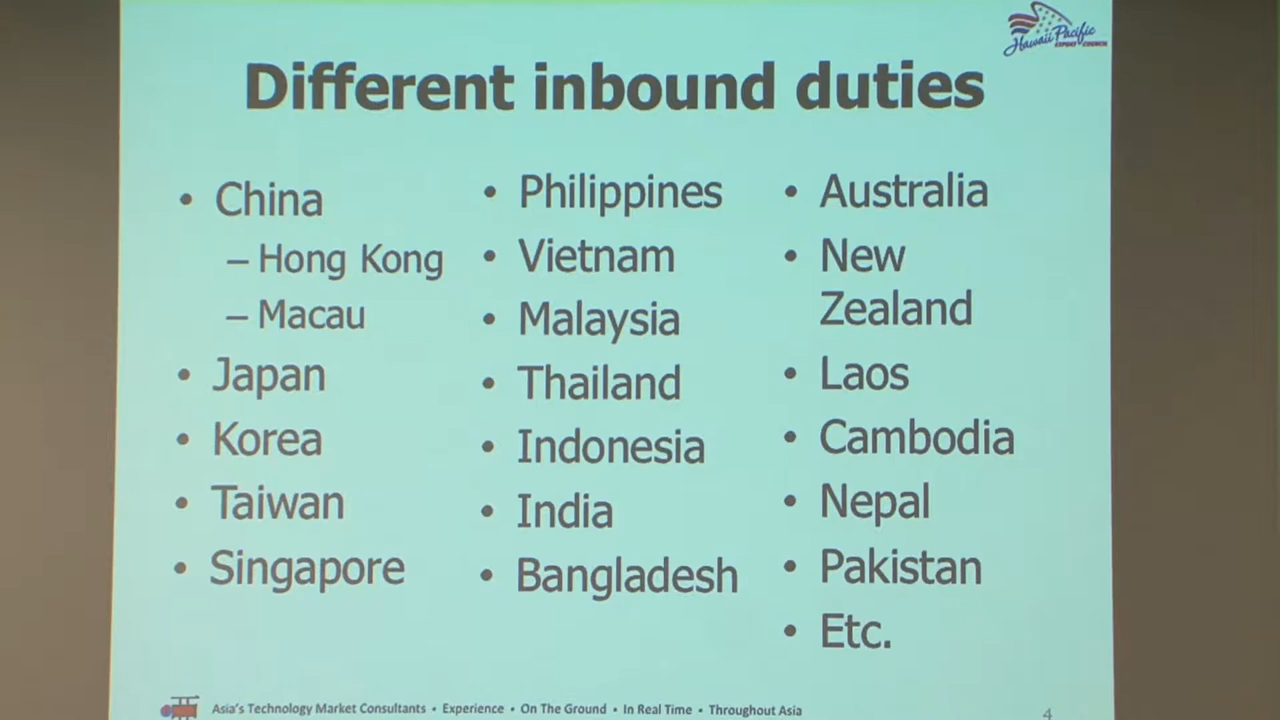 Hawaii Pacific
EXPORT COUNCIL
Different inbound duties
• China
– Hong Kong
– Macau
• Japan
• Korea
• Taiwan
• Singapore
• Philippines
• Vietnam
• Malaysia
• Thailand
• Indonesia
• India
• Bangladesh
• Australia
• New
Zealand
• Laos
• Cambodia
• Nepal
• Pakistan
• Etc.
Asia's Technology Market Consultants • Experience • On The Ground • In Real Time • Throughout Asia
4